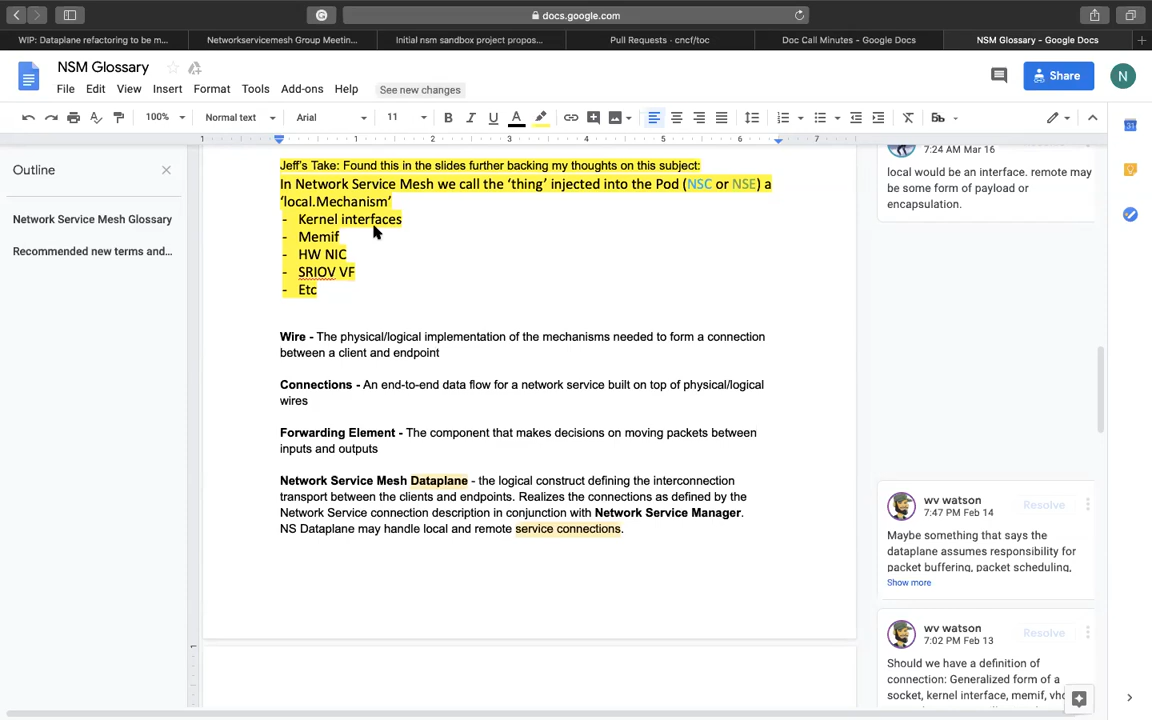 docs.google.com
WIP: Dataplane refactoring to be m...
Networkservicemesh Group Meetin...
Initial nsm sandbox project propos...
Pull Requests · cncf/toc
Doc Call Minutes - Google Docs
NSM Glossary - Google Docs
NSM Glossary
File Edit View Insert Format Tools Add-ons Help See new changes
Share
N
100% Normal text Arial 11
1 1 2 3 4 5 6 7
Outline
Network Service Mesh Glossary
Recommended new terms and...
Jeff's Take: Found this in the slides further backing my thoughts on this subject:
In Network Service Mesh we call the ‘thing’ injected into the Pod (NSC or NSE) a
‘local.Mechanism’
- Kernel interfaces
- Memif
- HW NIC
- SRIOV VF
- Etc
Wire - The physical/logical implementation of the mechanisms needed to form a connection
between a client and endpoint
Connections - An end-to-end data flow for a network service built on top of physical/logical
wires
Forwarding Element - The component that makes decisions on moving packets between
inputs and outputs
Network Service Mesh Dataplane - the logical construct defining the interconnection
transport between the clients and endpoints. Realizes the connections as defined by the
Network Service connection description in conjunction with Network Service Manager.
NS Dataplane may handle local and remote service connections.
7:24 AM Mar 16
local would be an interface. remote may
be some form of payload or
encapsulation.
wv watson
7:47 PM Feb 14
Resolve
Maybe something that says the
dataplane assumes responsibility for
packet buffering, packet scheduling,
Show more
wv watson
7:02 PM Feb 13
Resolve
Should we have a definition of
connection: Generalized form of a
socket, kernel interface, memif, vho
31